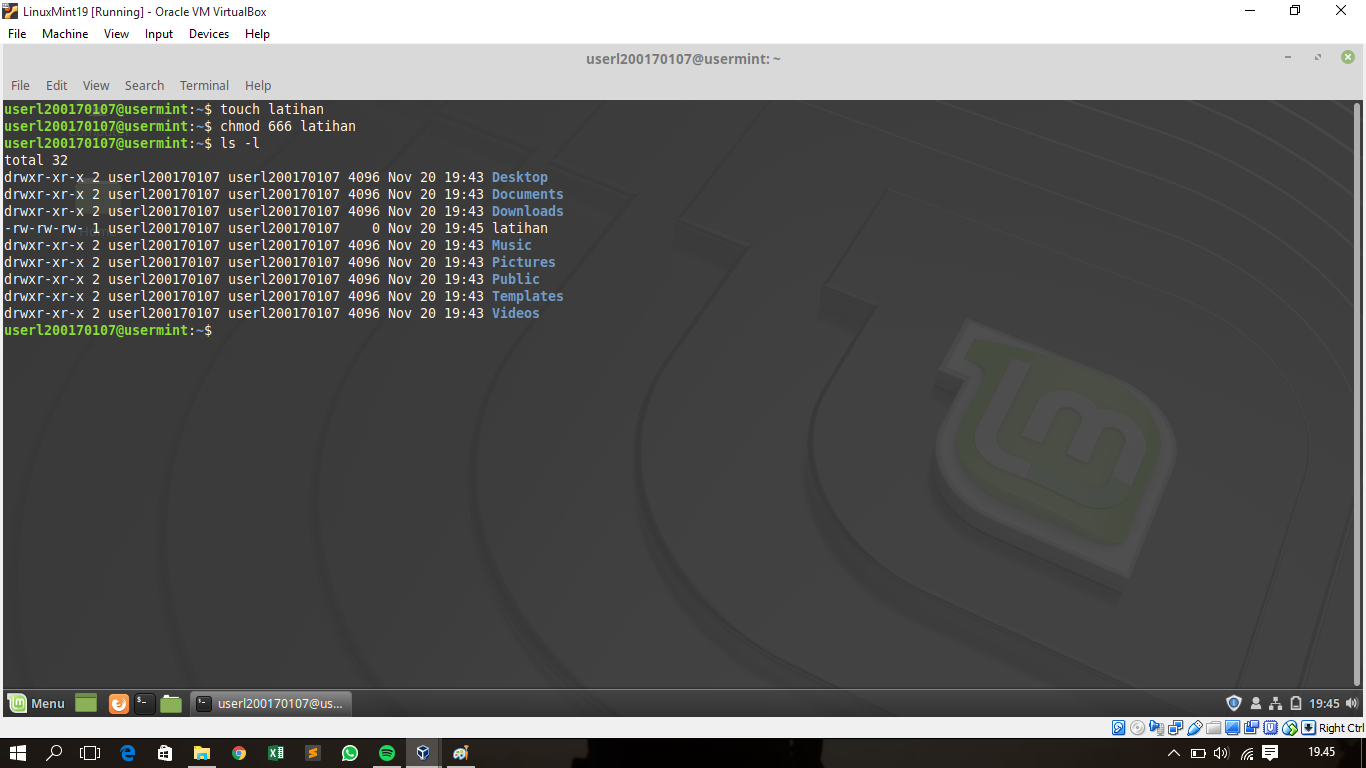 LinuxMint19 [Running] - Oracle VM VirtualBox
File Machine View Input Devices Help
userl200170107@usermint: ~
File Edit View Search Terminal Help
userl200170107@usermint:~$ touch latihan
userl200170107@usermint:~$ chmod 666 latihan
userl200170107@usermint:~$ ls -l
total 32
drwxr-xr-x 2 userl200170107 userl200170107 4096 Nov 20 19:43 Desktop
drwxr-xr-x 2 userl200170107 userl200170107 4096 Nov 20 19:43 Documents
drwxr-xr-x 2 userl200170107 userl200170107 4096 Nov 20 19:43 Downloads
-rw-rw-rw- 1 userl200170107 userl200170107    0 Nov 20 19:45 latihan
drwxr-xr-x 2 userl200170107 userl200170107 4096 Nov 20 19:43 Music
drwxr-xr-x 2 userl200170107 userl200170107 4096 Nov 20 19:43 Pictures
drwxr-xr-x 2 userl200170107 userl200170107 4096 Nov 20 19:43 Public
drwxr-xr-x 2 userl200170107 userl200170107 4096 Nov 20 19:43 Templates
drwxr-xr-x 2 userl200170107 userl200170107 4096 Nov 20 19:43 Videos
userl200170107@usermint:~$
Menu userl200170107@us... 19:45
Right Ctrl
19.45